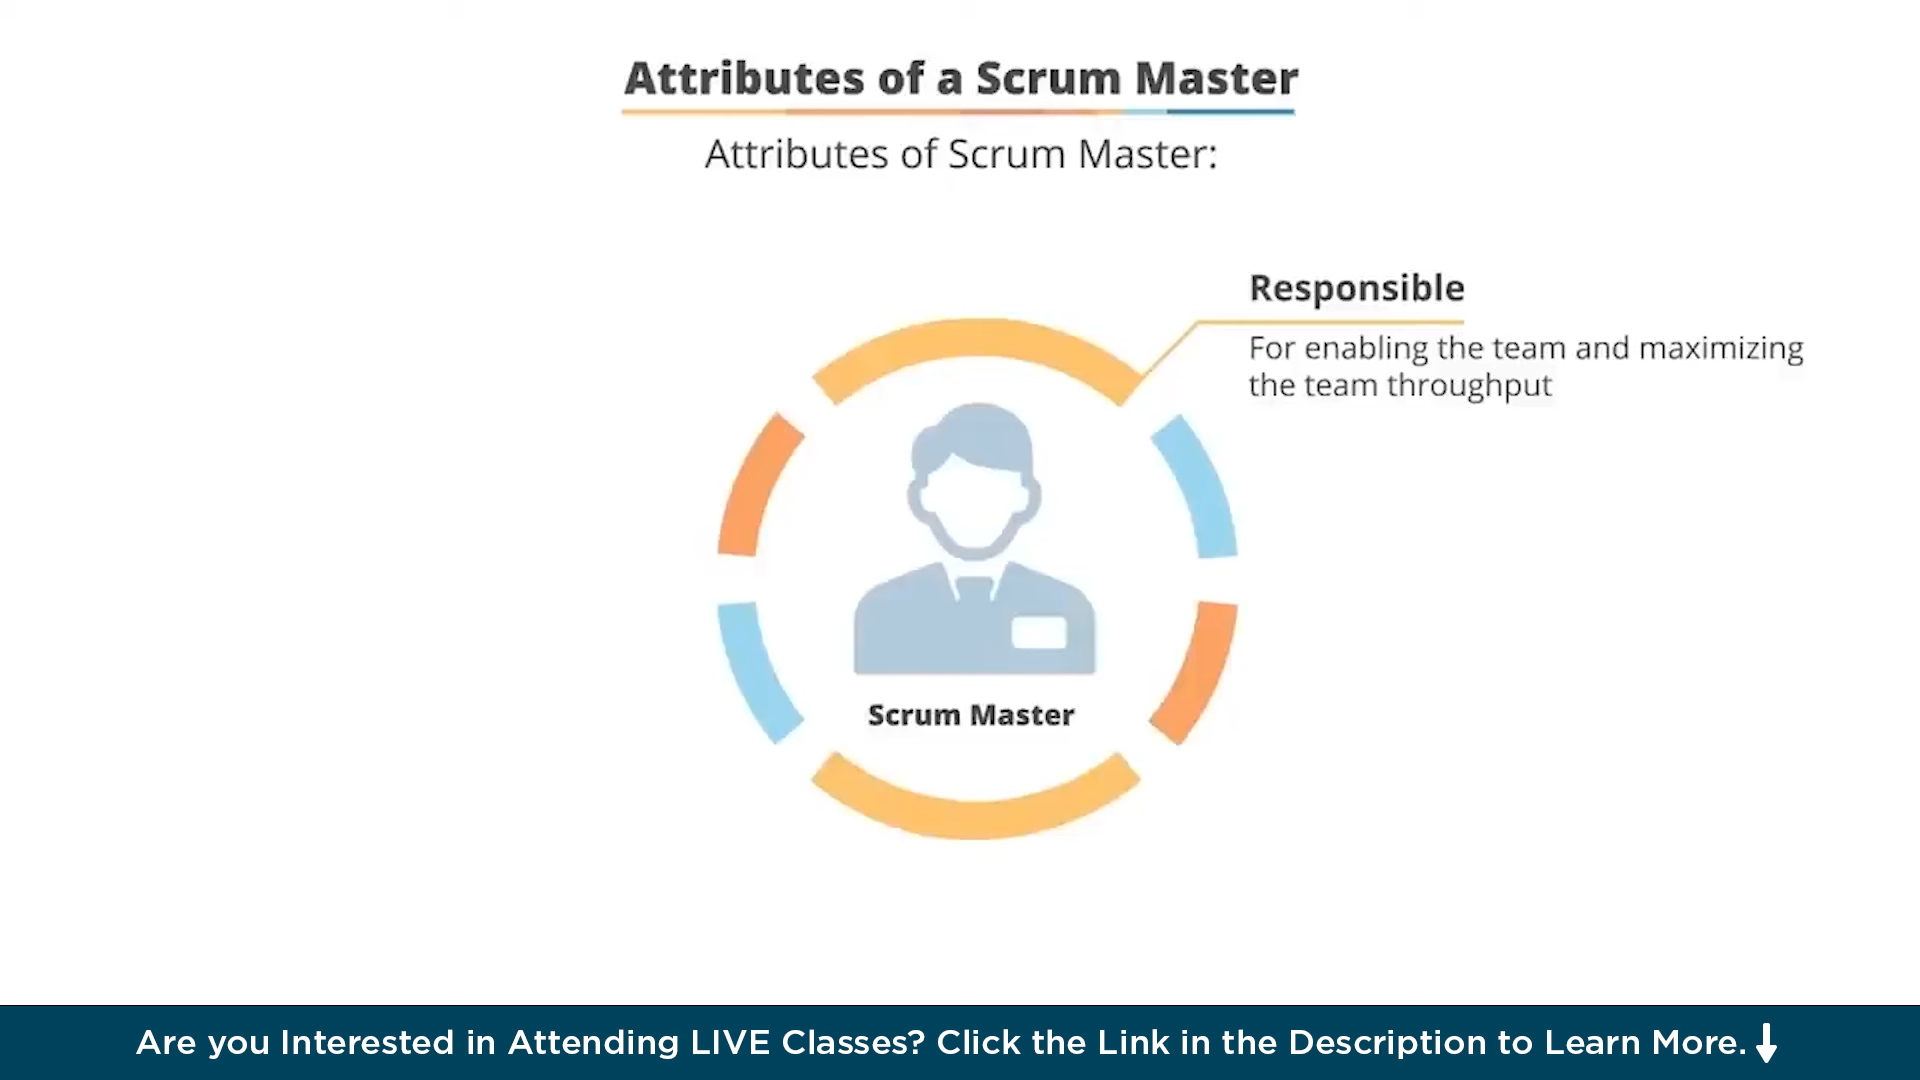 Attributes of a Scrum Master
Attributes of Scrum Master:
Responsible
For enabling the team and maximizing
the team throughput
Scrum Master
Are you Interested in Attending LIVE Classes? Click the Link in the Description to Learn More.